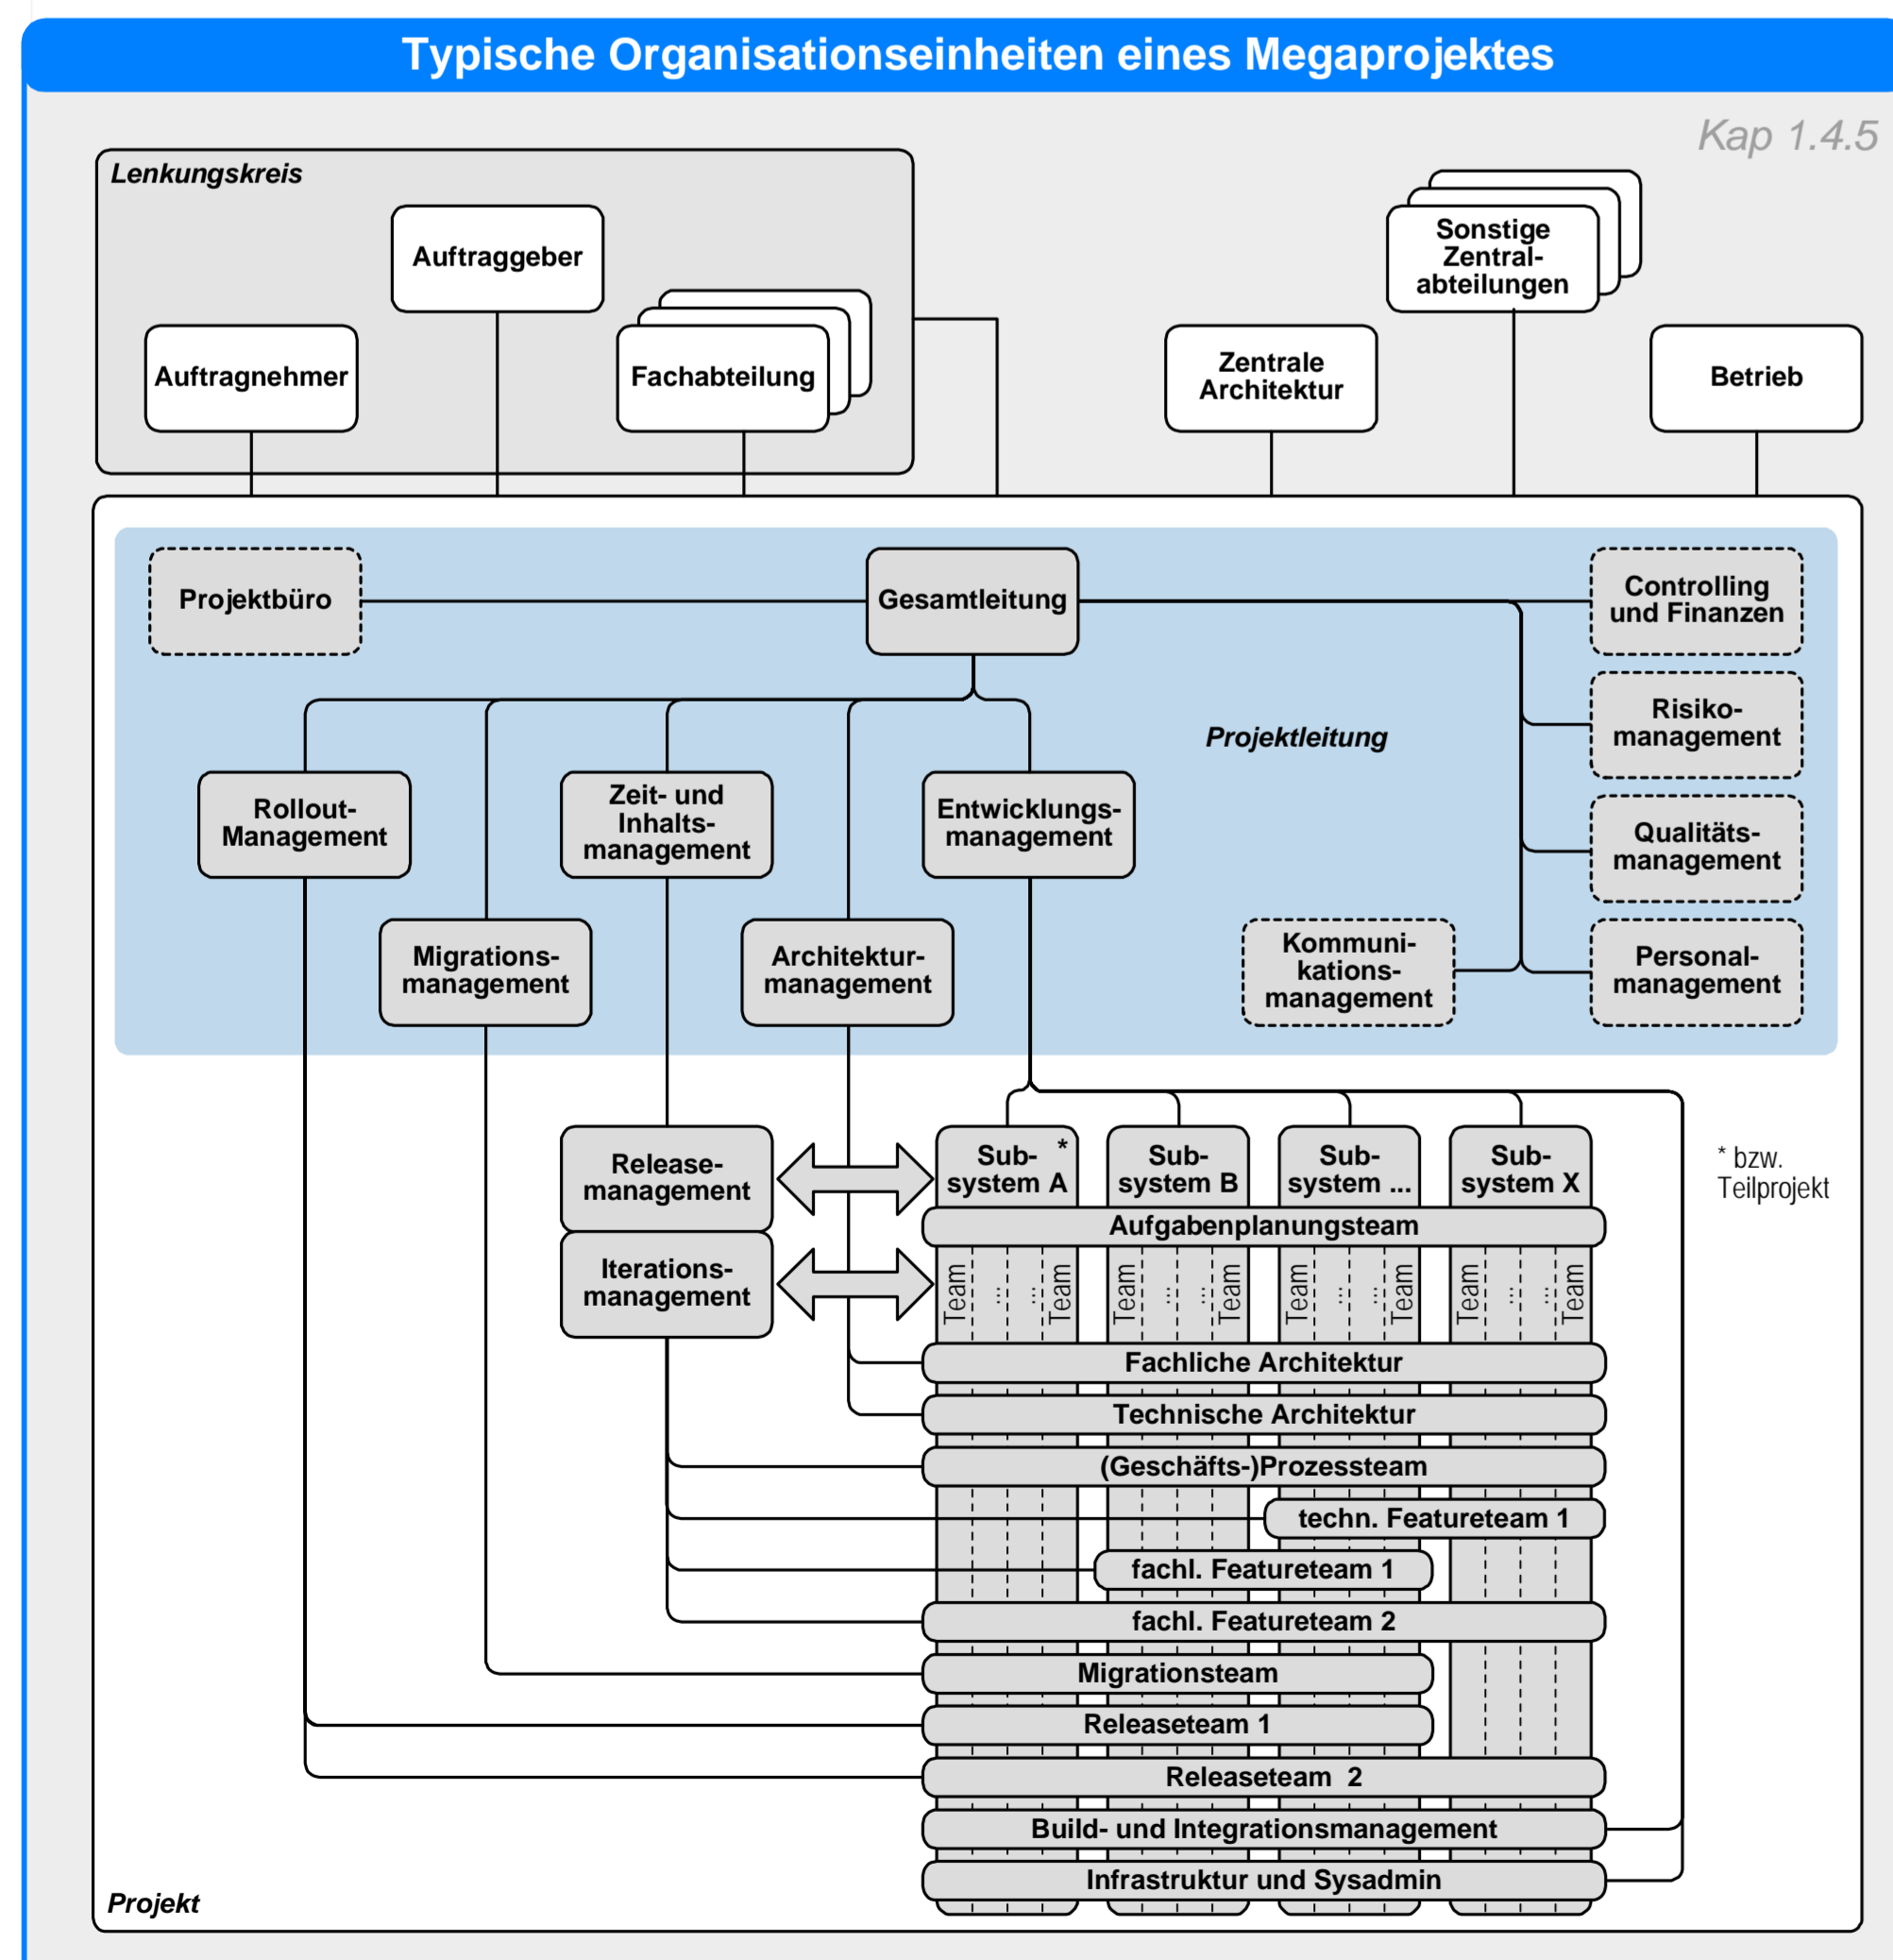 Typische Organisationseinheiten eines Megaprojektes
Kap 1.4.5
Lenkungskreis
Auftraggeber
Sonstige
Zentral-
abteilungen
Auftragnehmer
Fachabteilung
Zentrale
Architektur
Betrieb
Projektbüro
Gesamtleitung
Controlling
und Finanzen
Risiko-
management
Projektleitung
Rollout-
Management
Zeit- und
Inhalts-
management
Entwicklungs-
management
Qualitäts-
management
Migrations-
management
Architektur-
management
Kommuni-
kations-
management
Personal-
management
Release-
management
Sub- *
system A
Sub-
system B
Sub-
system ...
Sub-
system X
* bzw.
Teilprojekt
Aufgabenplanungsteam
Iterations-
management
Team
...
...
Team
Team
...
...
Team
Team
...
...
Team
Team
...
...
Team
Fachliche Architektur
Technische Architektur
(Geschäfts-)Prozessteam
techn. Featureteam 1
fachl. Featureteam 1
fachl. Featureteam 2
Migrationsteam
Releaseteam 1
Releaseteam 2
Build- und Integrationsmanagement
Infrastruktur und Sysadmin
Projekt